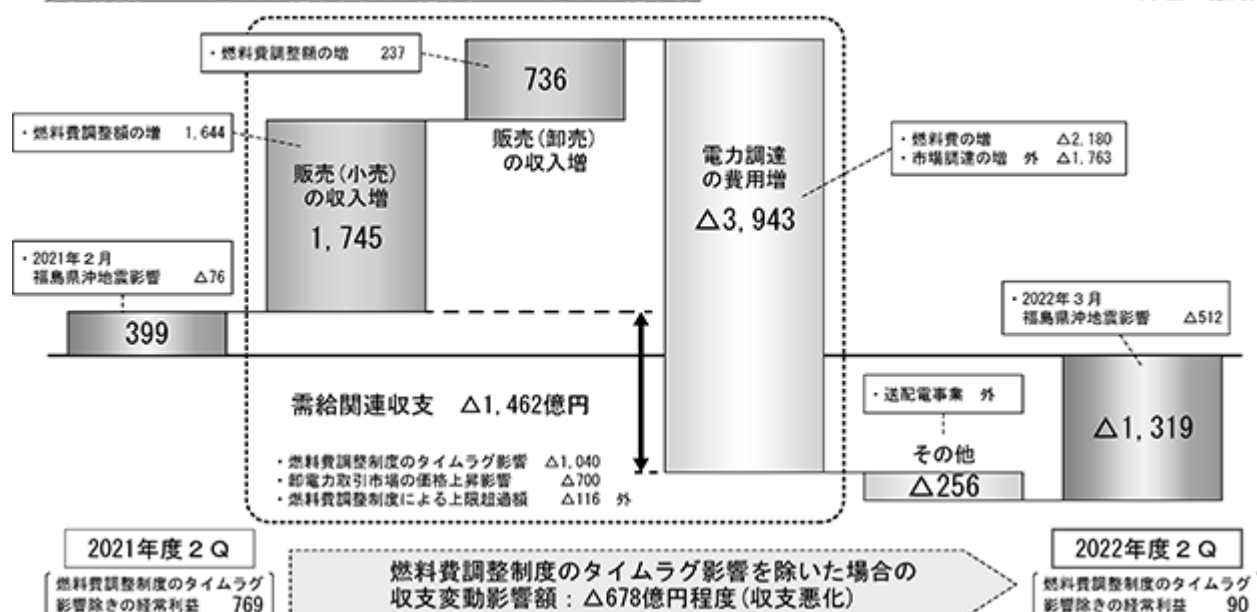 ・燃料費調整額の増 237
736
販売(卸売)
の収入増
・燃料費調整額の増 1,644
販売(小売)
の収入増
1,745
電力調達
の費用増
△3,943
・燃料費の増 △2,180
・市場調達の増 外 △1,763
・2021年2月
福島県沖地震影響 △76
399
・2022年3月
福島県沖地震影響 △512
需給関連収支 △1,462億円
・燃料費調整制度のタイムラグ影響 △1,040
・卸電力取引市場の価格上昇影響 △700
・燃料費調整制度による上限超過額 △116 外
・送配電事業 外
その他
△256
△1,319
2021年度2Q
燃料費調整制度のタイムラグ
影響除きの経常利益 769
燃料費調整制度のタイムラグ影響を除いた場合の
収支変動影響額:△678億円程度(収支悪化)
2022年度2Q
燃料費調整制度のタイムラグ
影響除きの経常利益 90